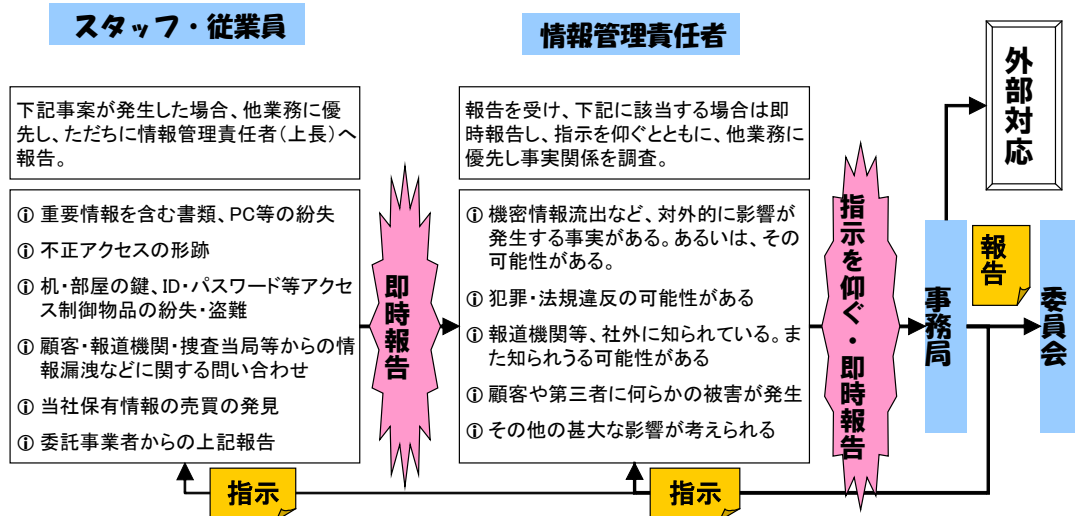 スタッフ・従業員
下記事案が発生した場合、他業務に優
先し、ただちに情報管理責任者(上長)へ
報告。
ⓘ 重要情報を含む書類、PC等の紛失
ⓘ 不正アクセスの形跡
ⓘ 机・部屋の鍵、ID・パスワード等アクセ
ス制御物品の紛失・盗難
ⓘ 顧客・報道機関・捜査当局等からの情
報漏洩などに関する問い合わせ
ⓘ 当社保有情報の売買の発見
ⓘ 委託事業者からの上記報告
即時報告
情報管理責任者
報告を受け、下記に該当する場合は即
時報告し、指示を仰ぐとともに、他業務に
優先し事実関係を調査。
ⓘ 機密情報流出など、対外的に影響が
発生する事実がある。あるいは、その
可能性がある。
ⓘ 犯罪・法規違反の可能性がある
ⓘ 報道機関等、社外に知られている。ま
た知られうる可能性がある
ⓘ 顧客や第三者に何らかの被害が発生
ⓘ その他の甚大な影響が考えられる
指示を仰ぐ・即時報告
事務局
外部対応
報告
委員会
指示
指示